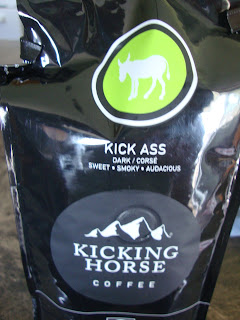 KICK ASS
DARK / CORSÉ
SWEET • SMOKY • AUDACIOUS
KICKING
HORSE
COFFEE